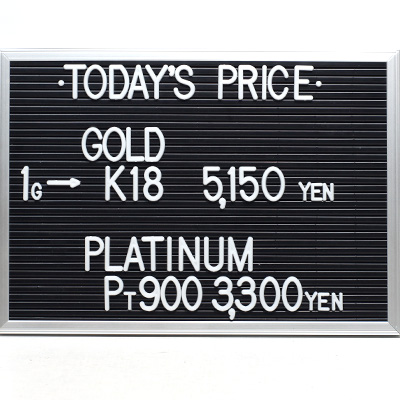 ·TODAY'S PRICE·
GOLD
1G→ K18 5,150 YEN
PLATINUM
PT900 3,300YEN